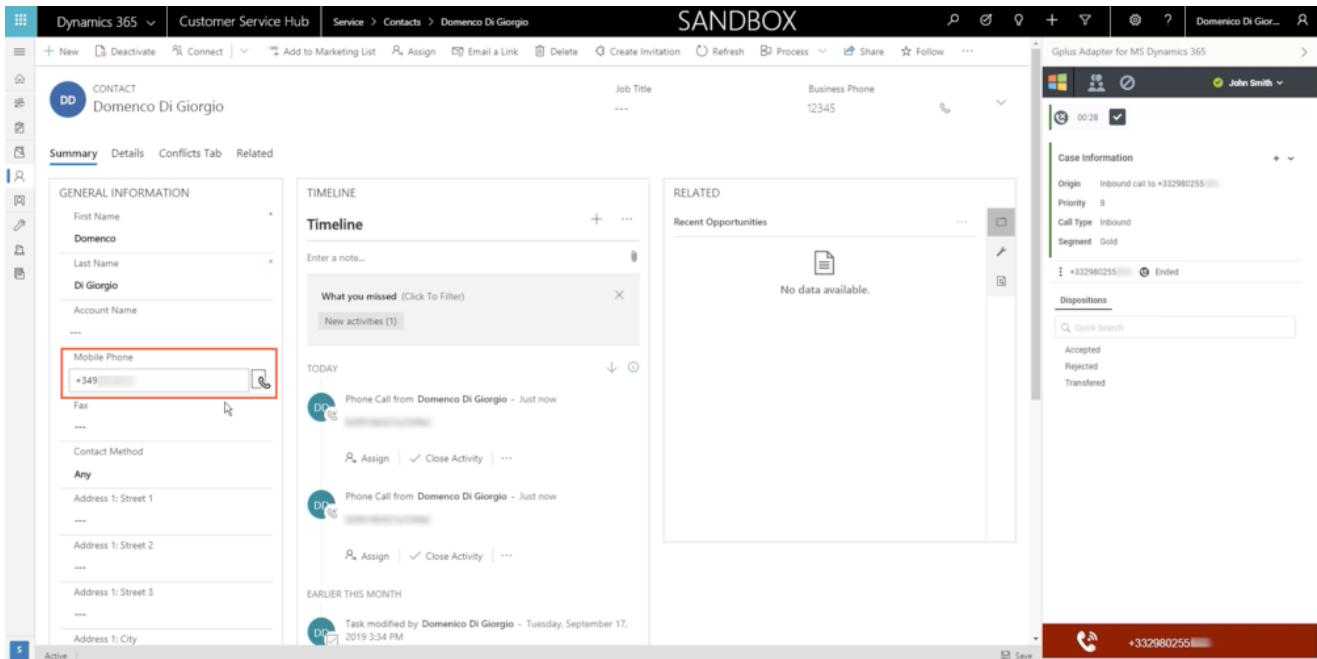 Dynamics 365
Customer Service Hub
Service > Contacts > Domenco Di Giorgio
SANDBOX
Domenico Di Gior...
New
Deactivate
Connect
Add to Marketing List
Assign
Email a Link
Delete
Create Invitation
Refresh
Process
Share
Follow
...
Gplus Adapter for MS Dynamics 365
DD
CONTACT
Domenco Di Giorgio
Job Title
---
Business Phone
12345
Summary
Details
Conflicts Tab
Related
GENERAL INFORMATION
First Name
*
Domenco
Last Name
*
Di Giorgio
Account Name
---
Mobile Phone
+349
Fax
---
Contact Method
Any
Address 1: Street 1
---
Address 1: Street 2
---
Address 1: Street 3
---
Address 1: City
TIMELINE
Timeline
Enter a note...
What you missed (Click To Filter)
New activities (1)
TODAY
DD
Phone Call from Domenco Di Giorgio - Just now
Assign
Close Activity
...
DD
Phone Call from Domenco Di Giorgio - Just now
Assign
Close Activity
...
EARLIER THIS MONTH
DD
Task modified by Domenico Di Giorgio - Tuesday, September 17,
2019 3:34 PM
RELATED
Recent Opportunities
...
No data available.
John Smith
00:28
Case Information
Origin Inbound call to +332980255
Priority 8
Call Type Inbound
Segment Gold
+332980255 Ended
Dispositions
Quick Search
Accepted
Rejected
Transfered
S
Active
Save
+332980255